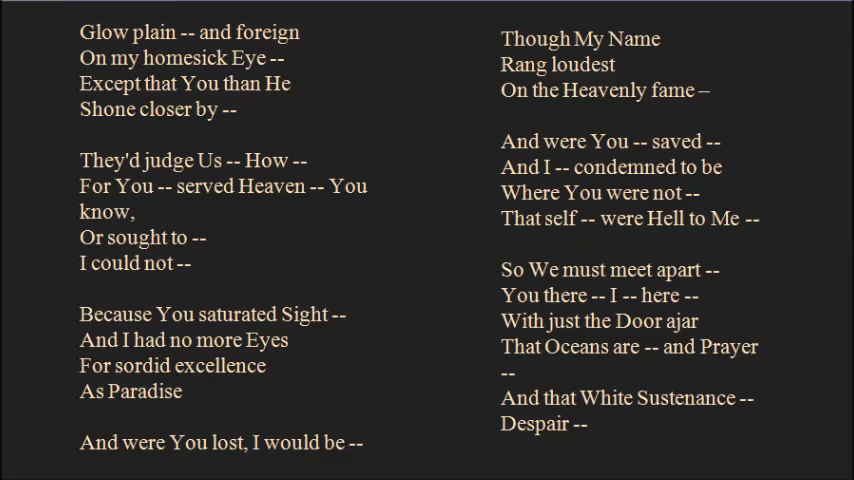 Glow plain -- and foreign
On my homesick Eye --
Except that You than He
Shone closer by --
They'd judge Us -- How --
For You -- served Heaven -- You
know,
Or sought to --
I could not --
Because You saturated Sight --
And I had no more Eyes
For sordid excellence
As Paradise
And were You lost, I would be --
Though My Name
Rang loudest
On the Heavenly fame –
And were You -- saved --
And I -- condemned to be
Where You were not --
That self -- were Hell to Me --
So We must meet apart --
You there -- I -- here --
With just the Door ajar
That Oceans are -- and Prayer
--
And that White Sustenance --
Despair --